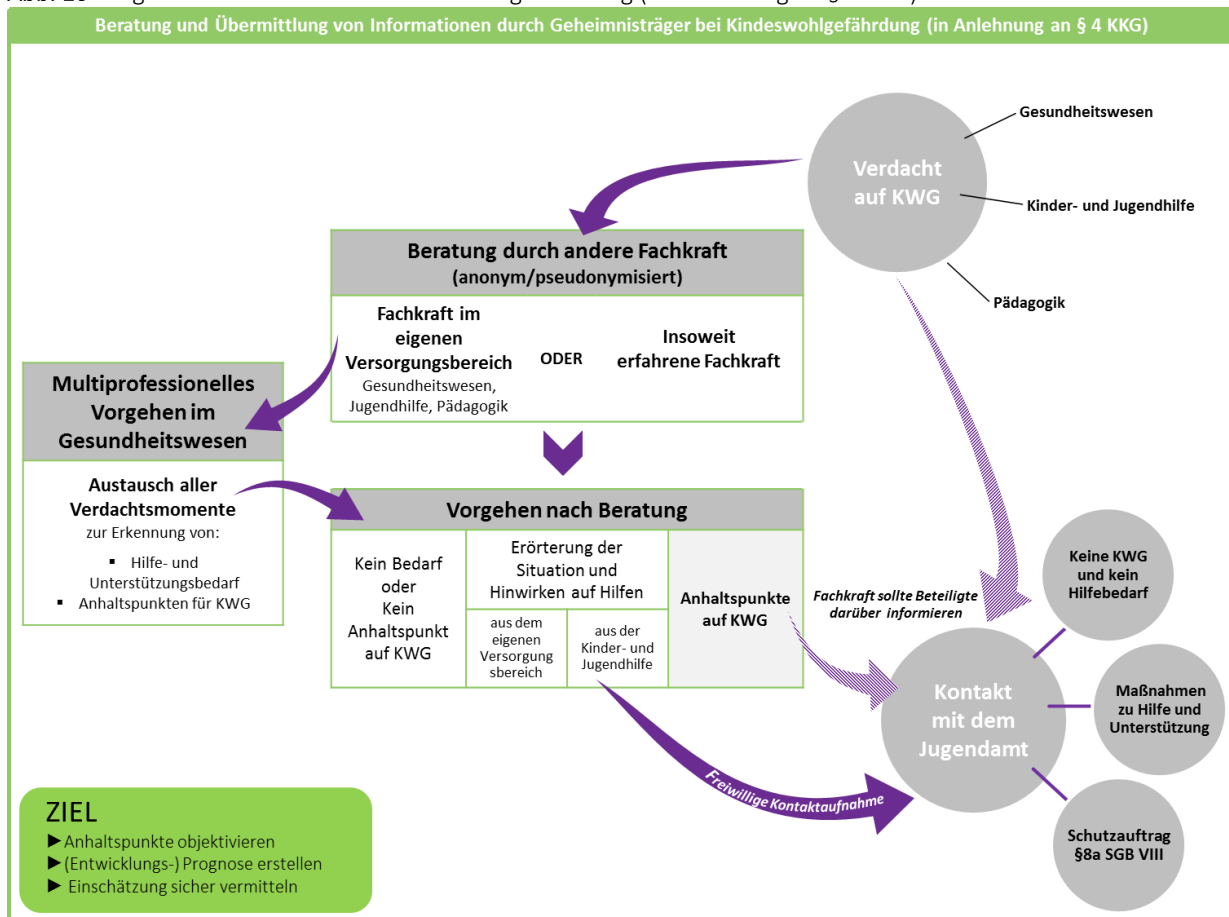 Beratung und Übermittlung von Informationen durch Geheimnisträger bei Kindeswohlgefährdung (in Anlehnung an § 4 KKG)
Verdacht
auf KWG
Gesundheitswesen
Kinder- und Jugendhilfe
Pädagogik
Beratung durch andere Fachkraft
(anonym/pseudonymisiert)
Fachkraft im
eigenen
Versorgungsbereich
Gesundheitswesen,
Jugendhilfe, Pädagogik
ODER
Insoweit
erfahrene Fachkraft
Multiprofessionelles
Vorgehen im
Gesundheitswesen
Austausch aller
Verdachtsmomente
zur Erkennung von:
▪ Hilfe- und
Unterstützungsbedarf
▪ Anhaltspunkten für KWG
Vorgehen nach Beratung
Kein Bedarf
oder
Kein
Anhaltspunkt
auf KWG
Erörterung der
Situation und
Hinwirken auf Hilfen
aus dem
eigenen
Versorgung
sbereich
aus der
Kinder- und
Jugendhilfe
Anhaltspunkte
auf KWG
Fachkraft sollte Beteiligte
darüber informieren
Freiwillige Kontaktaufnahme
Kontakt
mit dem
Jugendamt
Keine KWG
und kein
Hilfebedarf
Maßnahmen
zu Hilfe und
Unterstützung
Schutzauftrag
§8a SGB VIII
ZIEL
► Anhaltspunkte objektivieren
► (Entwicklungs-) Prognose erstellen
► Einschätzung sicher vermitteln